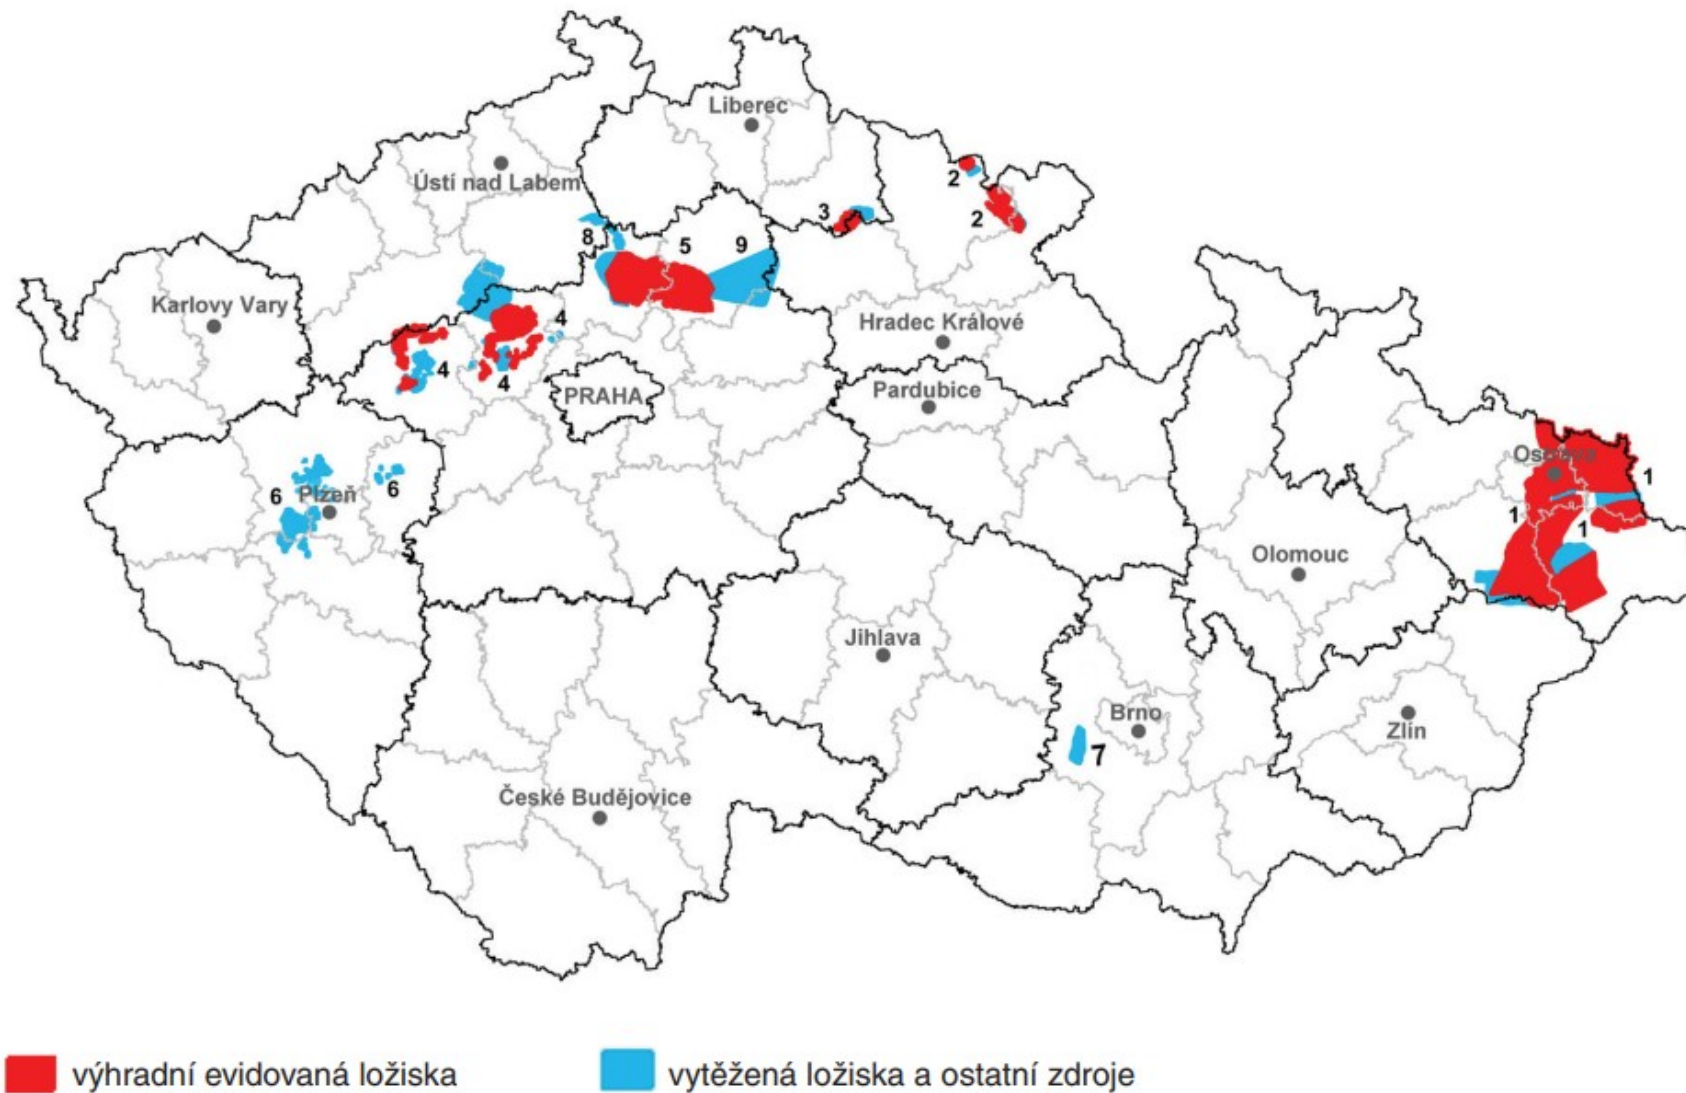 Liberec
Ústí nad Labem
2
3
2
8
5
9
Karlovy Vary
4
Hradec Králové
4
4
PRAHA
Pardubice
Ostrava
1
6
Plzeň
6
1
1
Olomouc
Jihlava
Brno
Zlín
7
České Budějovice
výhradní evidovaná ložiska
vytěžená ložiska a ostatní zdroje